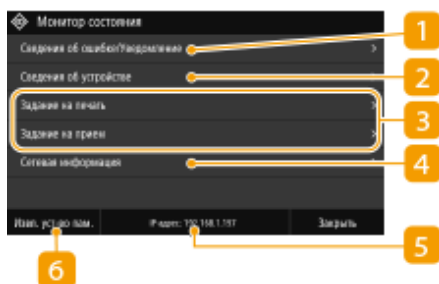 Монитор состояния
Сведения об ошибке/Уведомление
1
Сведения об устройстве
2
Задание на печать
3
Задание на прием
Сетевая информация
4
Извл. уст-во пам.
IP-адрес: 192.168.1.197
Закрыть
5
6